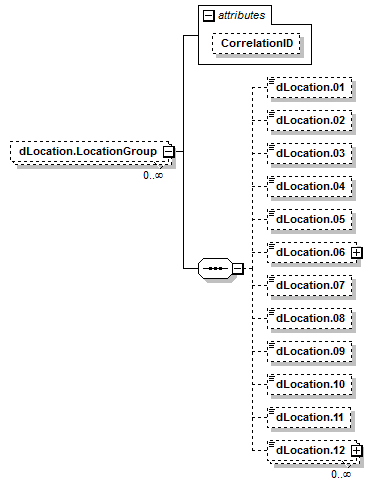 attributes
CorrelationID
dLocation.LocationGroup
0..∞
dLocation.01
dLocation.02
dLocation.03
dLocation.04
dLocation.05
dLocation.06
dLocation.07
dLocation.08
dLocation.09
dLocation.10
dLocation.11
dLocation.12
0..∞